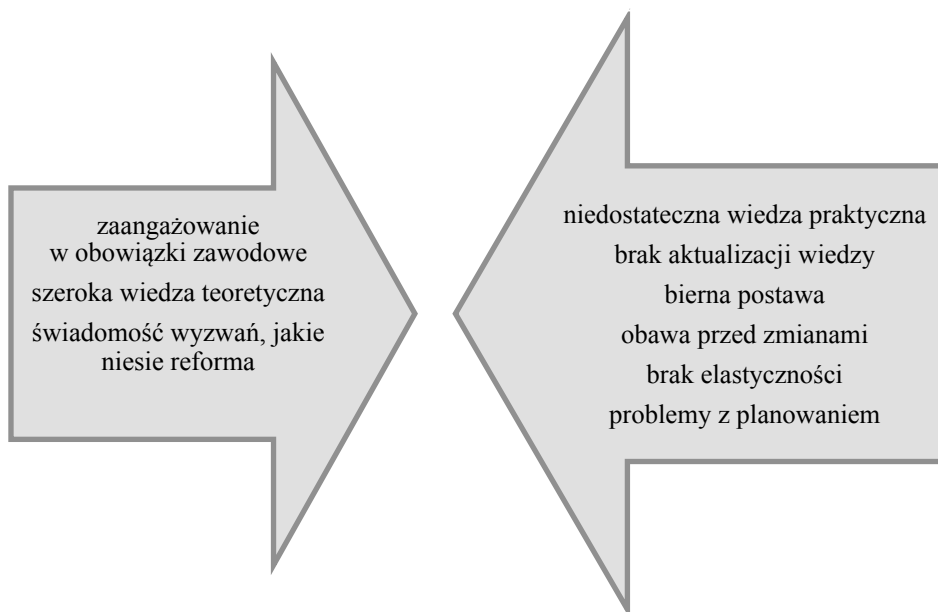 zaangażowanie
w obowiązki zawodowe
szeroka wiedza teoretyczna
świadomość wyzwań, jakie
niesie reforma
niedostateczna wiedza praktyczna
brak aktualizacji wiedzy
bierna postawa
obawa przed zmianami
brak elastyczności
problemy z planowaniem